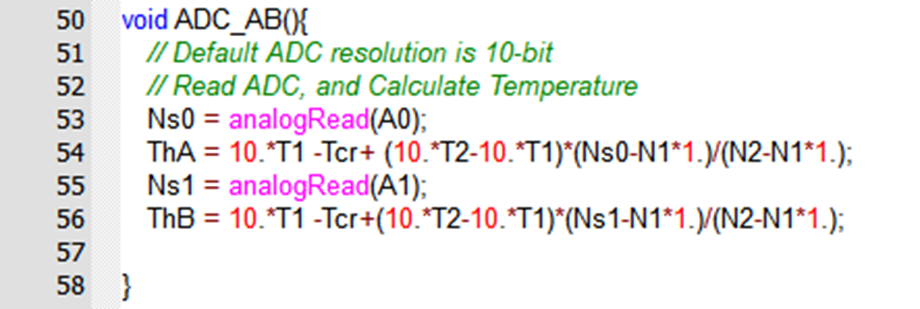 50 void ADC_AB(){
51 // Default ADC resolution is 10-bit
52 // Read ADC, and Calculate Temperature
53 Ns0 = analogRead(A0);
54 ThA = 10.*T1 -Tcr+ (10.*T2-10.*T1)*(Ns0-N1*1.)/(N2-N1*1.);
55 Ns1 = analogRead(A1);
56 ThB = 10.*T1 -Tcr+(10.*T2-10.*T1)*(Ns1-N1*1.)/(N2-N1*1.);
57
58 }